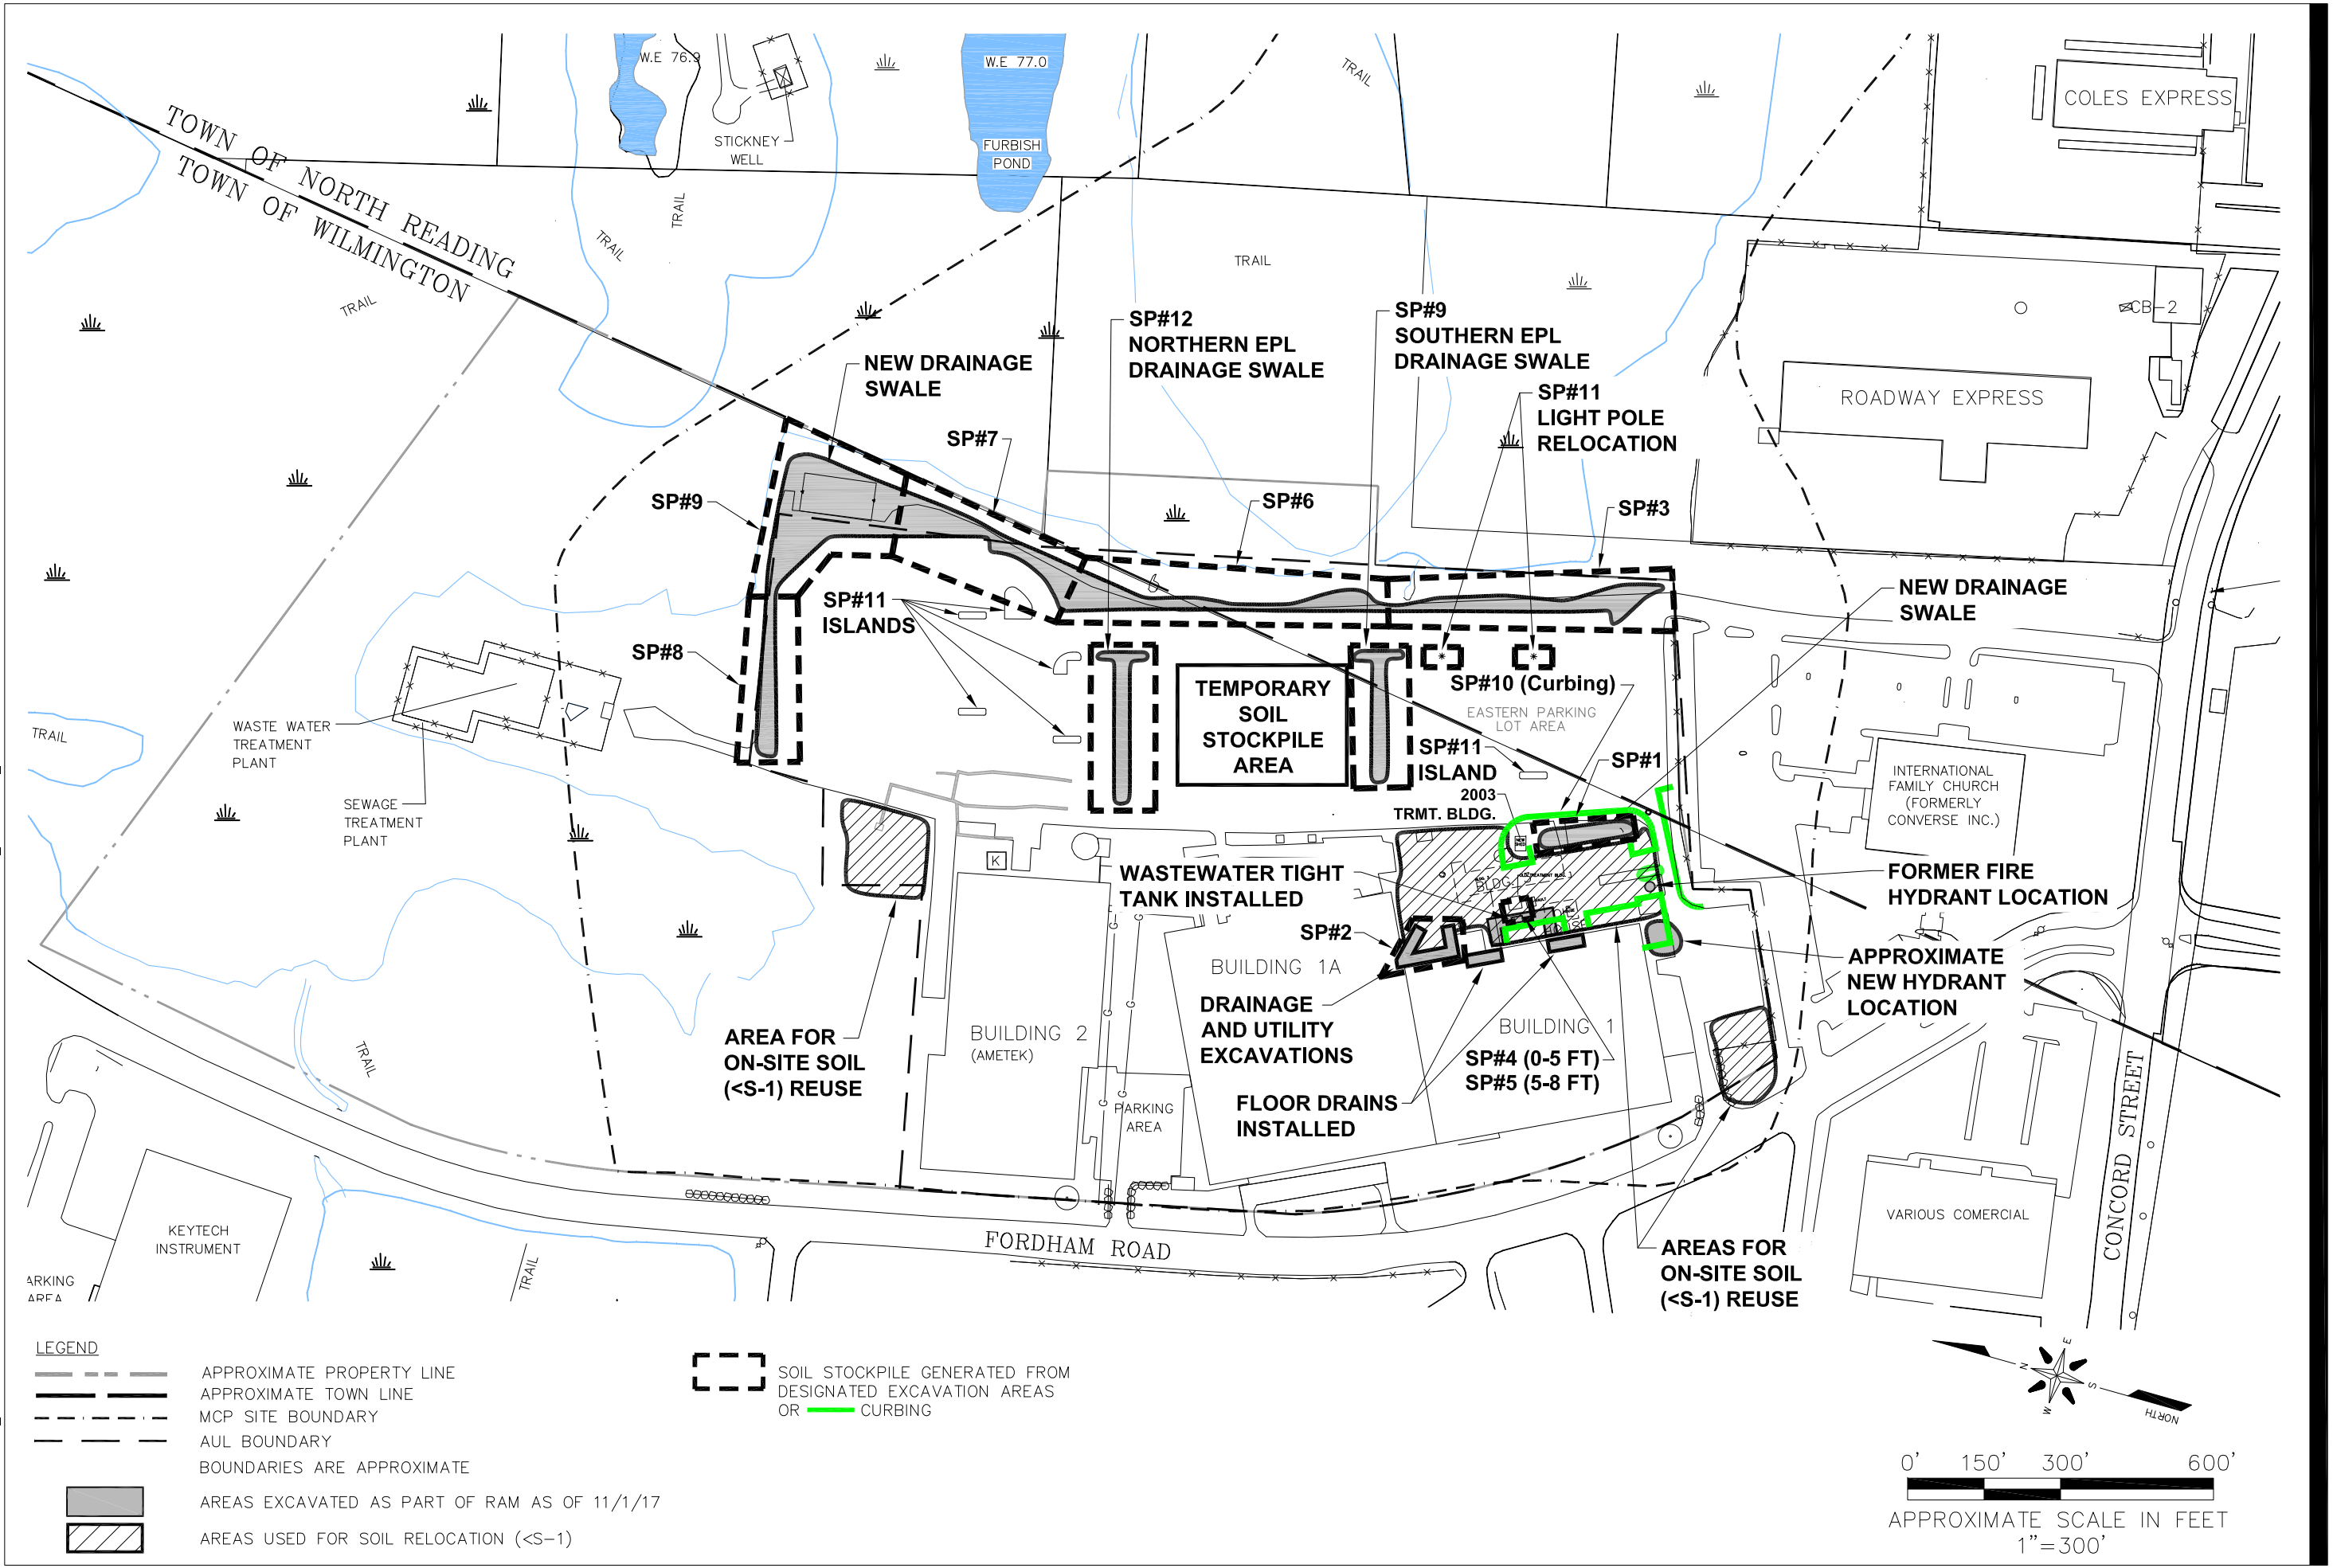 W.E 76.9
STICKNEY
WELL
W.E 77.0
FURBISH
POND
TRAIL
COLES EXPRESS
TOWN OF NORTH READING
TOWN OF WILMINGTON
TRAIL
TRAIL
TRAIL
TRAIL
CB-2
ROADWAY EXPRESS
NEW DRAINAGE
SWALE
SP#12
NORTHERN EPL
DRAINAGE SWALE
SP#9
SOUTHERN EPL
DRAINAGE SWALE
SP#11
LIGHT POLE
RELOCATION
SP#7
SP#9
SP#6
SP#3
SP#11
ISLANDS
SP#8
NEW DRAINAGE
SWALE
TEMPORARY
SOIL
STOCKPILE
AREA
SP#10 (Curbing)
EASTERN PARKING
LOT AREA
SP#11
ISLAND
SP#1
2003
TRMT. BLDG.
TRAIL
WASTE WATER
TREATMENT
PLANT
SEWAGE
TREATMENT
PLANT
INTERNATIONAL
FAMILY CHURCH
(FORMERLY
CONVERSE INC.)
K
WASTEWATER TIGHT
TANK INSTALLED
BLDG.
FORMER FIRE
HYDRANT LOCATION
SP#2
BUILDING 1A
APPROXIMATE
NEW HYDRANT
LOCATION
DRAINAGE
AND UTILITY
EXCAVATIONS
BUILDING 1
SP#4 (0-5 FT)
SP#5 (5-8 FT)
AREA FOR
ON-SITE SOIL
(<S-1) REUSE
BUILDING 2
(AMETEK)
G
G
G
G
G
G
PARKING
AREA
FLOOR DRAINS
INSTALLED
TRAIL
KEYTECH
INSTRUMENT
ARKING
AREA
TRAIL
FORDHAM ROAD
AREAS FOR
ON-SITE SOIL
(<S-1) REUSE
VARIOUS COMERCIAL
CONCORD STREET
LEGEND
APPROXIMATE PROPERTY LINE
APPROXIMATE TOWN LINE
MCP SITE BOUNDARY
AUL BOUNDARY
BOUNDARIES ARE APPROXIMATE
AREAS EXCAVATED AS PART OF RAM AS OF 11/1/17
AREAS USED FOR SOIL RELOCATION (<S-1)
SOIL STOCKPILE GENERATED FROM
DESIGNATED EXCAVATION AREAS
OR CURBING
N
E
S
W
NORTH
0' 150' 300' 600'
APPROXIMATE SCALE IN FEET
1"=300'